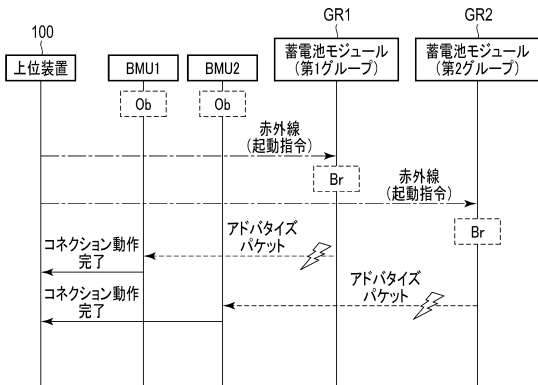 GR1
GR2
100
上位装置
BMU1
BMU2
蓄電池モジュール
(第1グループ)
蓄電池モジュール
(第2グループ)
Ob
Ob
赤外線
(起動指令)
Br
赤外線
(起動指令)
Br
アドバタイズ
パケット
コネクション動作
完了
アドバタイズ
パケット
コネクション動作
完了